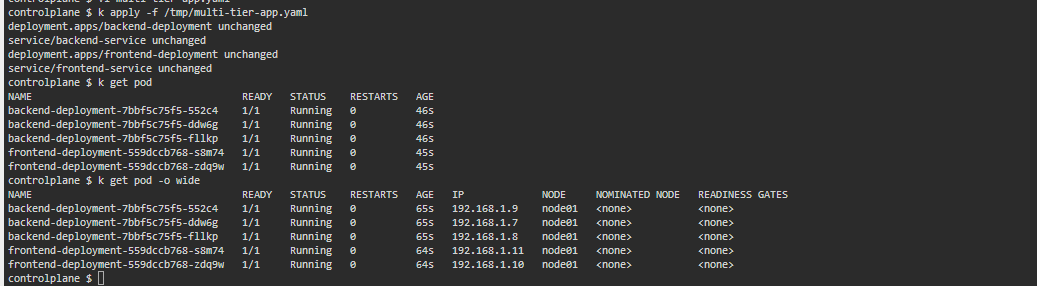 controlplane $ vi multi-tier-app.yaml
controlplane $ k apply -f /tmp/multi-tier-app.yaml
deployment.apps/backend-deployment unchanged
service/backend-service unchanged
deployment.apps/frontend-deployment unchanged
service/frontend-service unchanged
controlplane $ k get pod
NAME READY STATUS RESTARTS AGE
backend-deployment-7bbf5c75f5-552c4 1/1 Running 0 46s
backend-deployment-7bbf5c75f5-ddw6g 1/1 Running 0 46s
backend-deployment-7bbf5c75f5-fllkp 1/1 Running 0 46s
frontend-deployment-559dccb768-s8m74 1/1 Running 0 45s
frontend-deployment-559dccb768-zdq9w 1/1 Running 0 45s
controlplane $ k get pod -o wide
NAME READY STATUS RESTARTS AGE IP NODE NOMINATED NODE READINESS GATES
backend-deployment-7bbf5c75f5-552c4 1/1 Running 0 65s 192.168.1.9 node01 <none> <none>
backend-deployment-7bbf5c75f5-ddw6g 1/1 Running 0 65s 192.168.1.7 node01 <none> <none>
backend-deployment-7bbf5c75f5-fllkp 1/1 Running 0 65s 192.168.1.8 node01 <none> <none>
frontend-deployment-559dccb768-s8m74 1/1 Running 0 64s 192.168.1.11 node01 <none> <none>
frontend-deployment-559dccb768-zdq9w 1/1 Running 0 64s 192.168.1.10 node01 <none> <none>
controlplane $